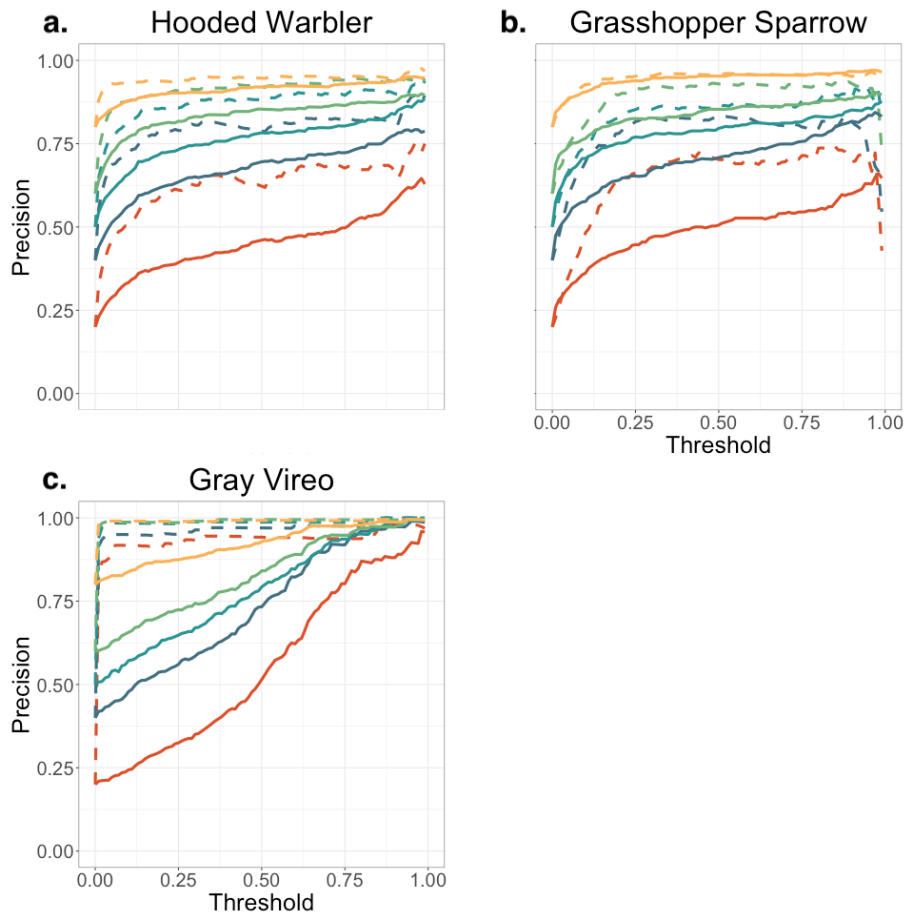 a. Hooded Warbler
b. Grasshopper Sparrow
1.00
0.75
0.50
0.25
0.00
Precision
0.00 0.25 0.50 0.75 1.00
Threshold
c. Gray Vireo
1.00
0.75
0.50
0.25
0.00
Precision
0.00 0.25 0.50 0.75 1.00
Threshold